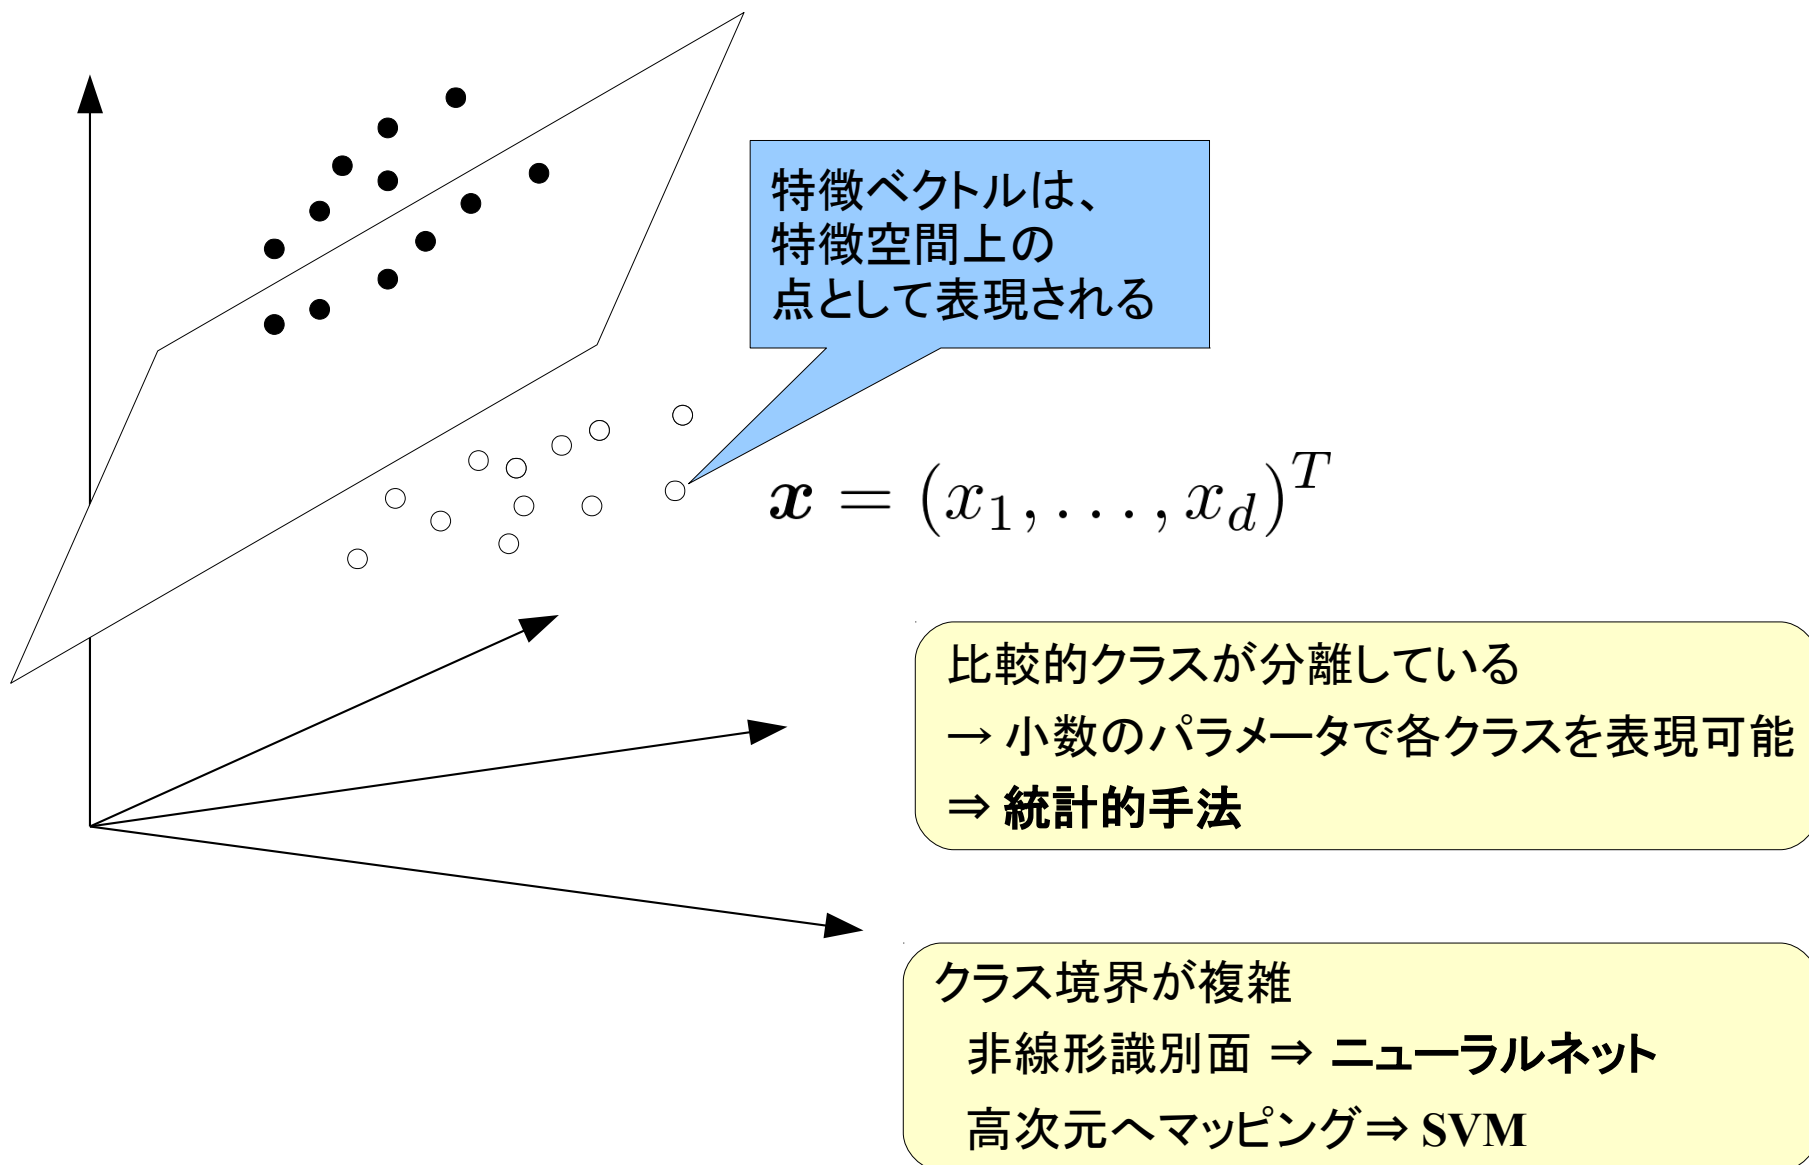 特徴ベクトルは、
特徴空間上の
点として表現される
x = (x₁, . . . , x_d)^T
比較的クラスが分離している
→ 小数のパラメータで各クラスを表現可能
⇒ 統計的手法
クラス境界が複雑
非線形識別面 ⇒ ニューラルネット
高次元へマッピング⇒ SVM